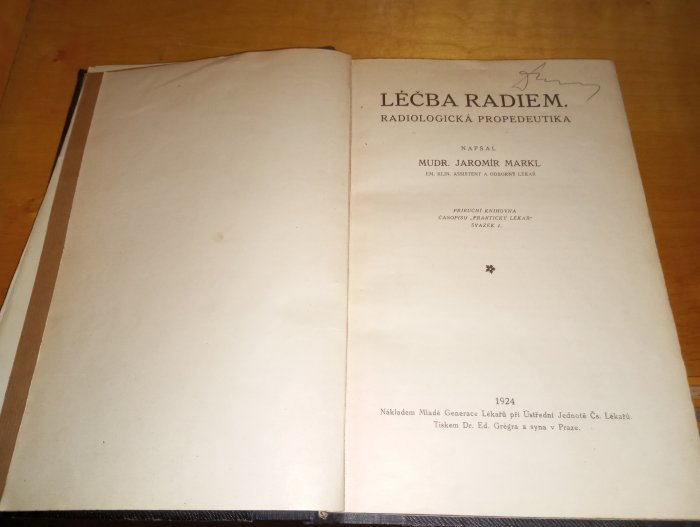 LÉČBA RADIEM.
RADIOLOGICKÁ PROPEDEUTIKA
NAPSAL
MUDR. JAROMÍR MARKL
EM. KLIN. ASSISTENT A ODBORNÝ LÉKAŘ
PŘÍRUČNÍ KNIHOVNA
ČASOPISU „PRAKTICKÝ LÉKAŘ“
SVAZEK 1.
1924
Nákladem Mladé Generace Lékařů při Ústřední Jednotě Čs. Lékařů.
Tiskem Dr. Ed. Grégra a syna v Praze.